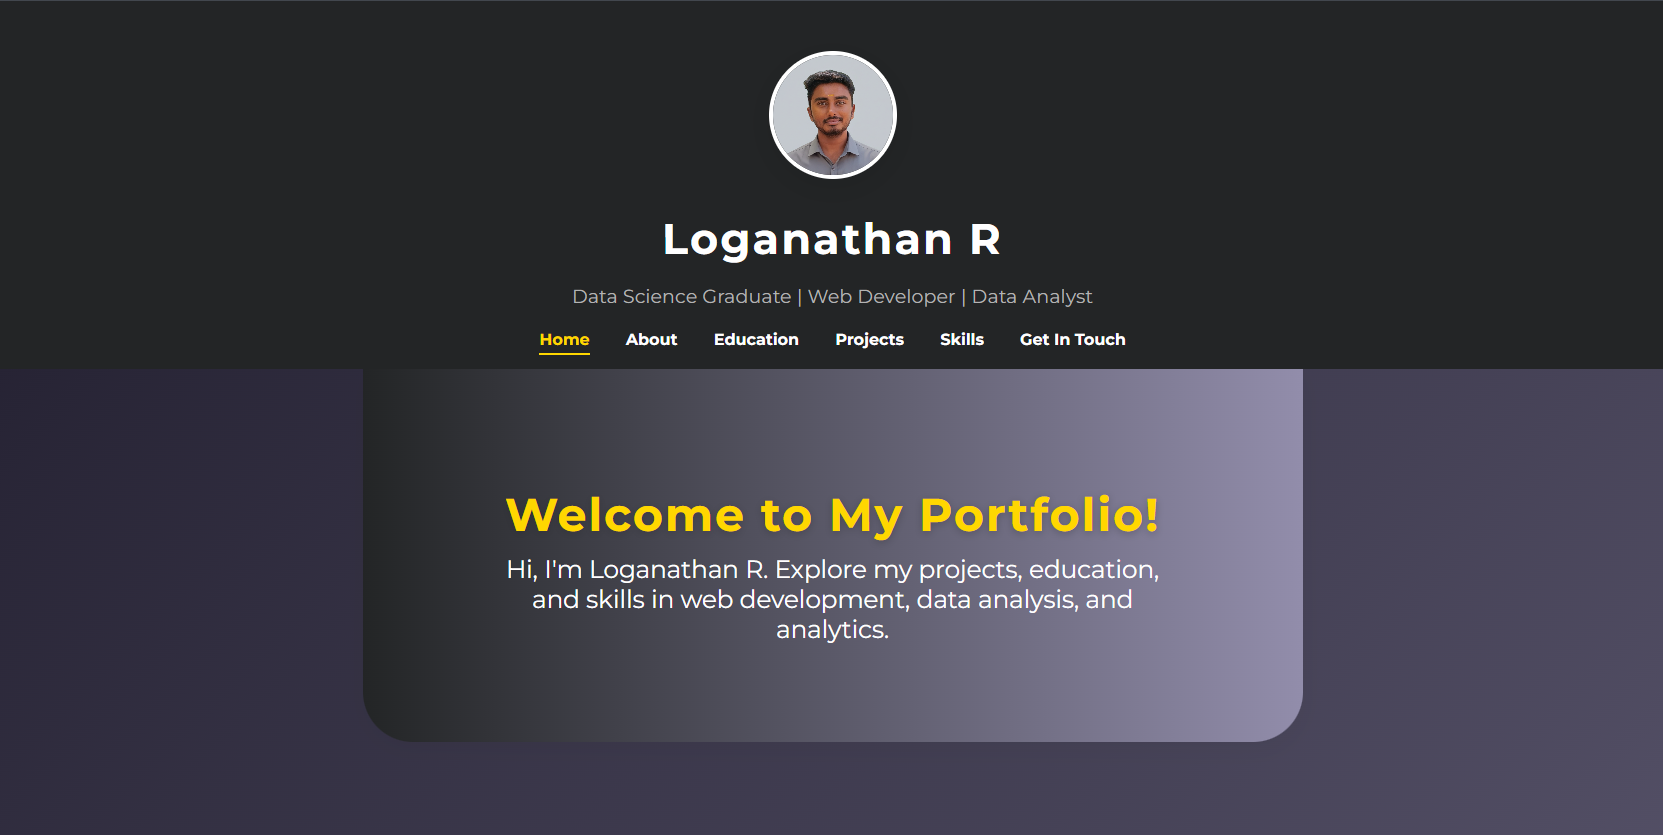 Loganathan R
Data Science Graduate | Web Developer | Data Analyst
Home About Education Projects Skills Get In Touch
Welcome to My Portfolio!
Hi, I'm Loganathan R. Explore my projects, education,
and skills in web development, data analysis, and
analytics.